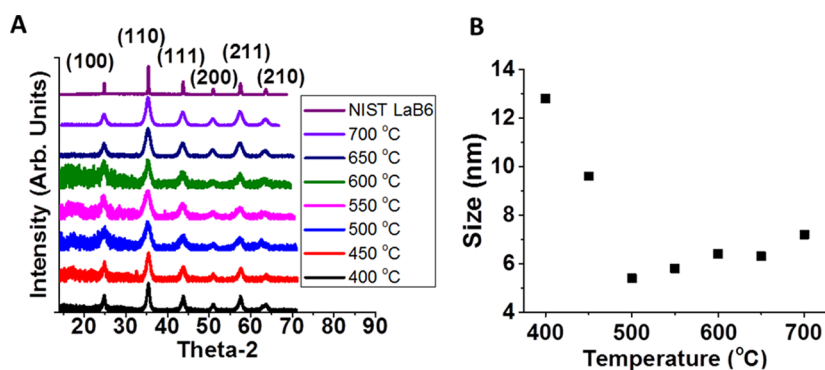 A
(110)
(100)
(111)
(211)
(200)
(210)
Intensity (Arb. Units)
NIST LaB6
700 °C
650 °C
600 °C
550 °C
500 °C
450 °C
400 °C
20 30 40 50 60 70 80 90
Theta-2
B
14
12
10
8
6
4
Size (nm)
400 500 600 700
Temperature (°C)